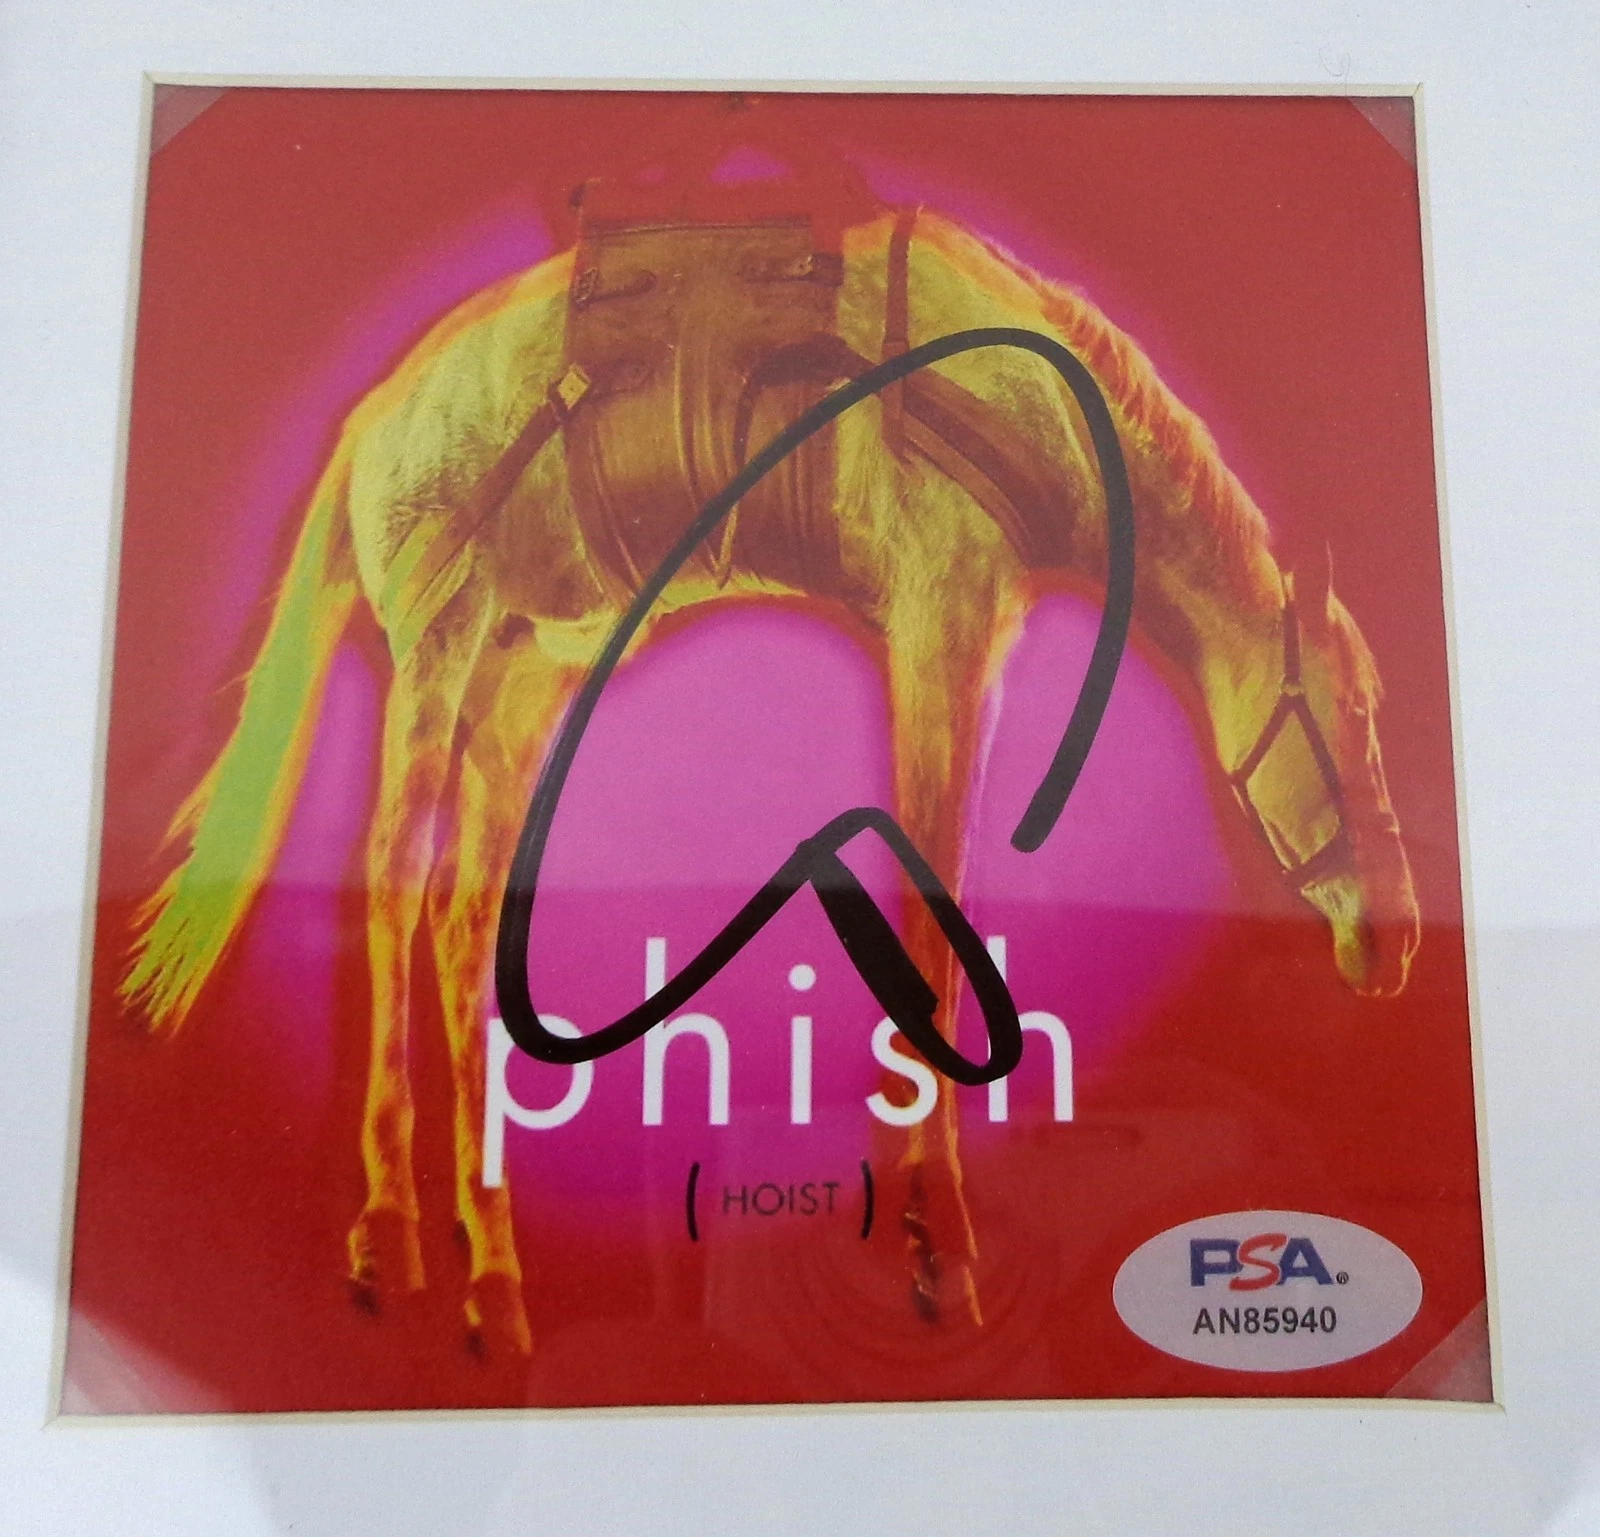 phish
( HOIST )
PSA®
AN85940